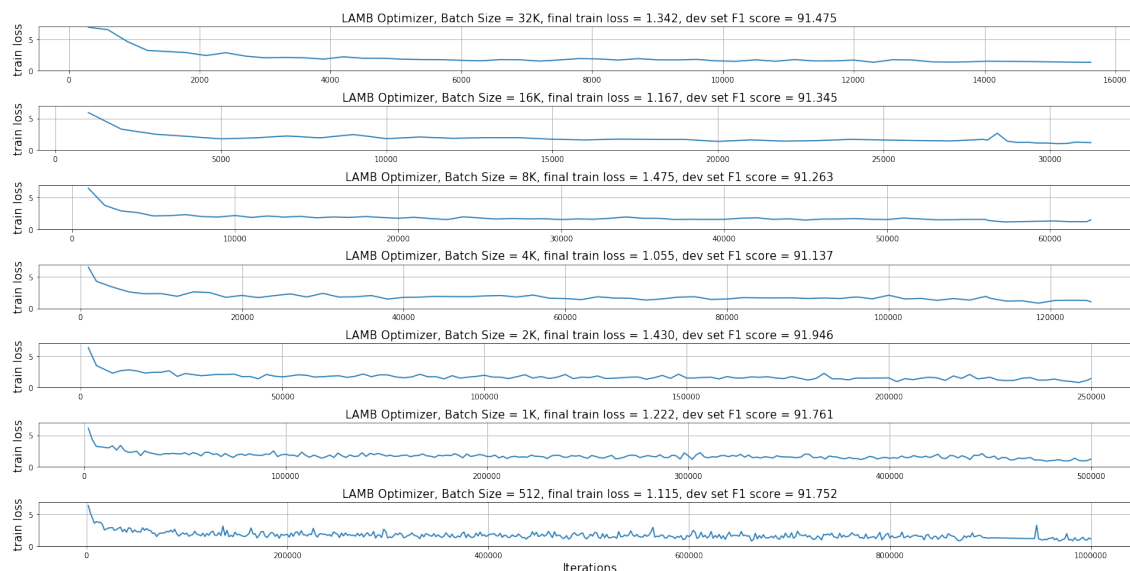 LAMB Optimizer, Batch Size = 32K, final train loss = 1.342, dev set F1 score = 91.475
train loss
5
0
0 2000 4000 6000 8000 10000 12000 14000 16000
LAMB Optimizer, Batch Size = 16K, final train loss = 1.167, dev set F1 score = 91.345
train loss
5
0
0 5000 10000 15000 20000 25000 30000
LAMB Optimizer, Batch Size = 8K, final train loss = 1.475, dev set F1 score = 91.263
train loss
5
0
0 10000 20000 30000 40000 50000 60000
LAMB Optimizer, Batch Size = 4K, final train loss = 1.055, dev set F1 score = 91.137
train loss
5
0
0 20000 40000 60000 80000 100000 120000
LAMB Optimizer, Batch Size = 2K, final train loss = 1.430, dev set F1 score = 91.946
train loss
5
0
0 50000 100000 150000 200000 250000
LAMB Optimizer, Batch Size = 1K, final train loss = 1.222, dev set F1 score = 91.761
train loss
5
0
0 100000 200000 300000 400000 500000
LAMB Optimizer, Batch Size = 512, final train loss = 1.115, dev set F1 score = 91.752
train loss
5
0
0 200000 400000 600000 800000 1000000
Iterations